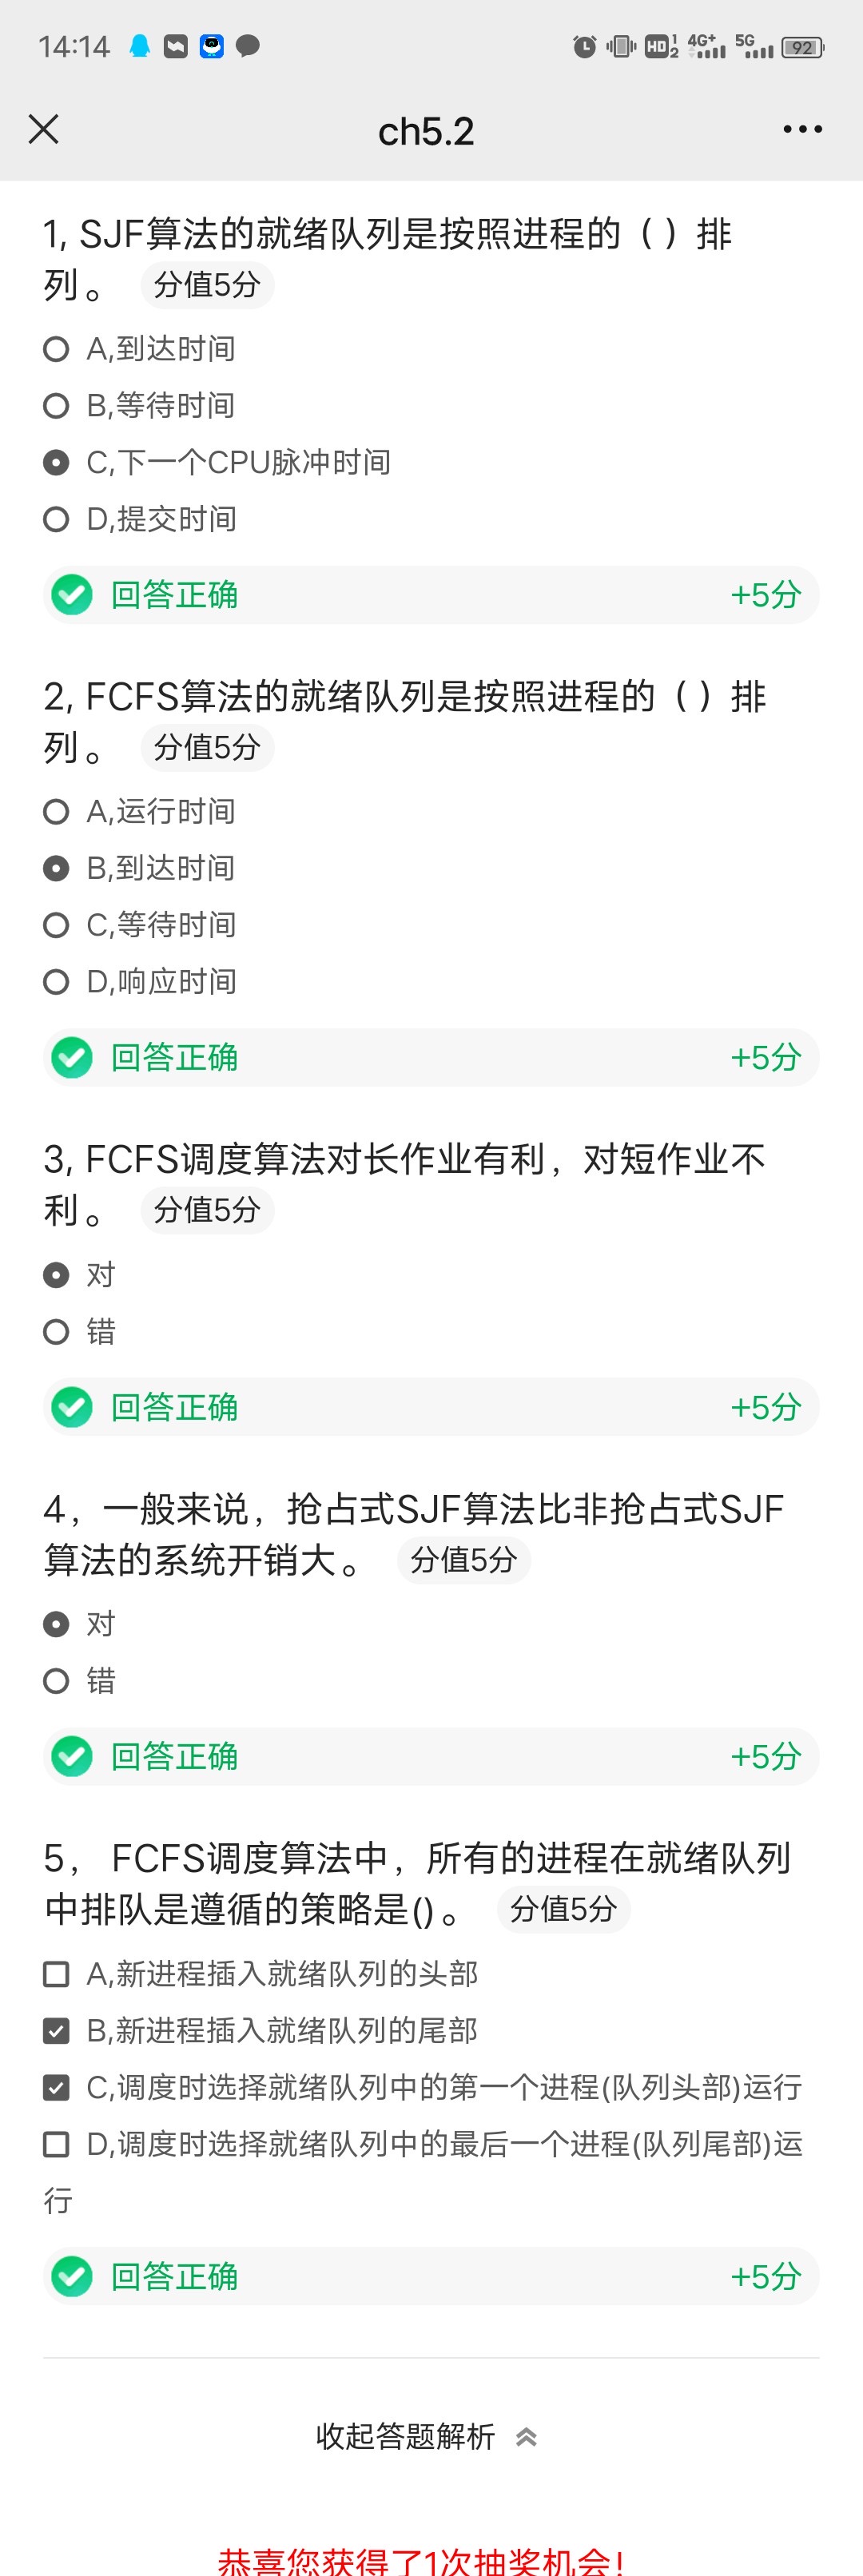 14:14
HD 1 2 4G+ 5G 92
ch5.2
1, SJF算法的就绪队列是按照进程的（）排
列。 分值5分
A,到达时间
B,等待时间
C,下一个CPU脉冲时间
D,提交时间
回答正确 +5分
2, FCFS算法的就绪队列是按照进程的（）排
列。 分值5分
A,运行时间
B,到达时间
C,等待时间
D,响应时间
回答正确 +5分
3, FCFS调度算法对长作业有利，对短作业不
利。 分值5分
对
错
回答正确 +5分
4，一般来说，抢占式SJF算法比非抢占式SJF
算法的系统开销大。 分值5分
对
错
回答正确 +5分
5， FCFS调度算法中，所有的进程在就绪队列
中排队是遵循的策略是()。 分值5分
A,新进程插入就绪队列的头部
B,新进程插入就绪队列的尾部
C,调度时选择就绪队列中的第一个进程(队列头部)运行
D,调度时选择就绪队列中的最后一个进程(队列尾部)运
行
回答正确 +5分
收起答题解析
恭喜您获得了1次抽奖机会！